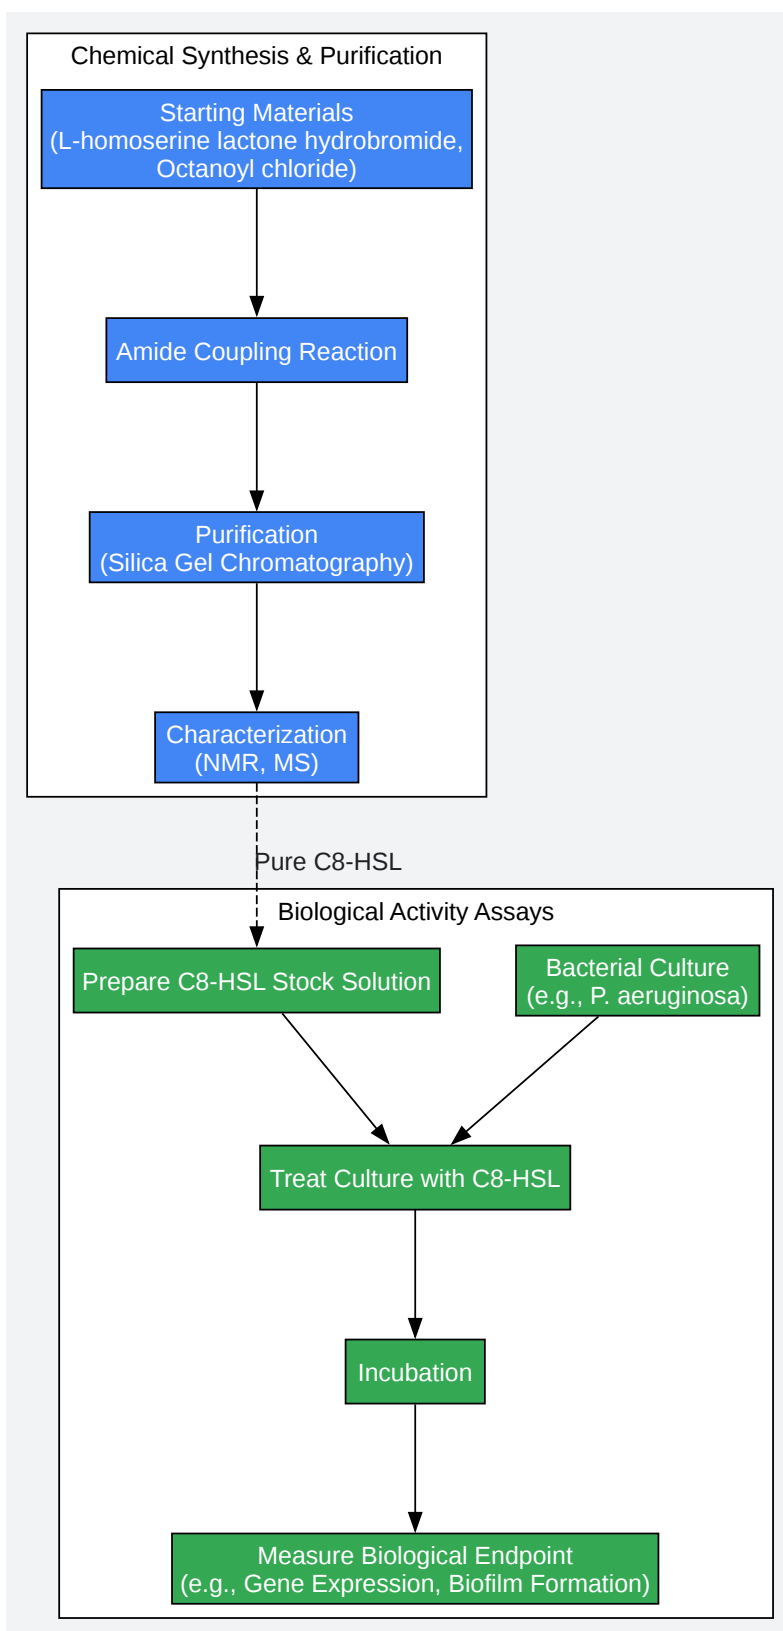 Chemical Synthesis & Purification
Starting Materials
(L-homoserine lactone hydrobromide,
Octanoyl chloride)
Amide Coupling Reaction
Purification
(Silica Gel Chromatography)
Characterization
(NMR, MS)
Pure C8-HSL
Biological Activity Assays
Prepare C8-HSL Stock Solution
Bacterial Culture
(e.g., P. aeruginosa)
Treat Culture with C8-HSL
Incubation
Measure Biological Endpoint
(e.g., Gene Expression, Biofilm Formation)